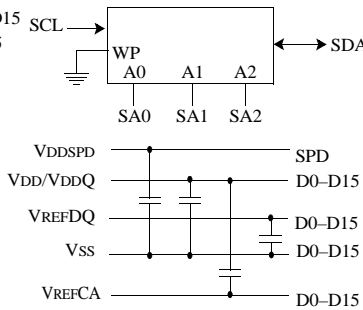 D15 SCL
WP
SDA
A0 A1 A2
SA0 SA1 SA2
VDDSPD SPD
VDD/VDDQ D0–D15
VREFDQ D0–D15
VSS D0–D15
VREFCA D0–D15